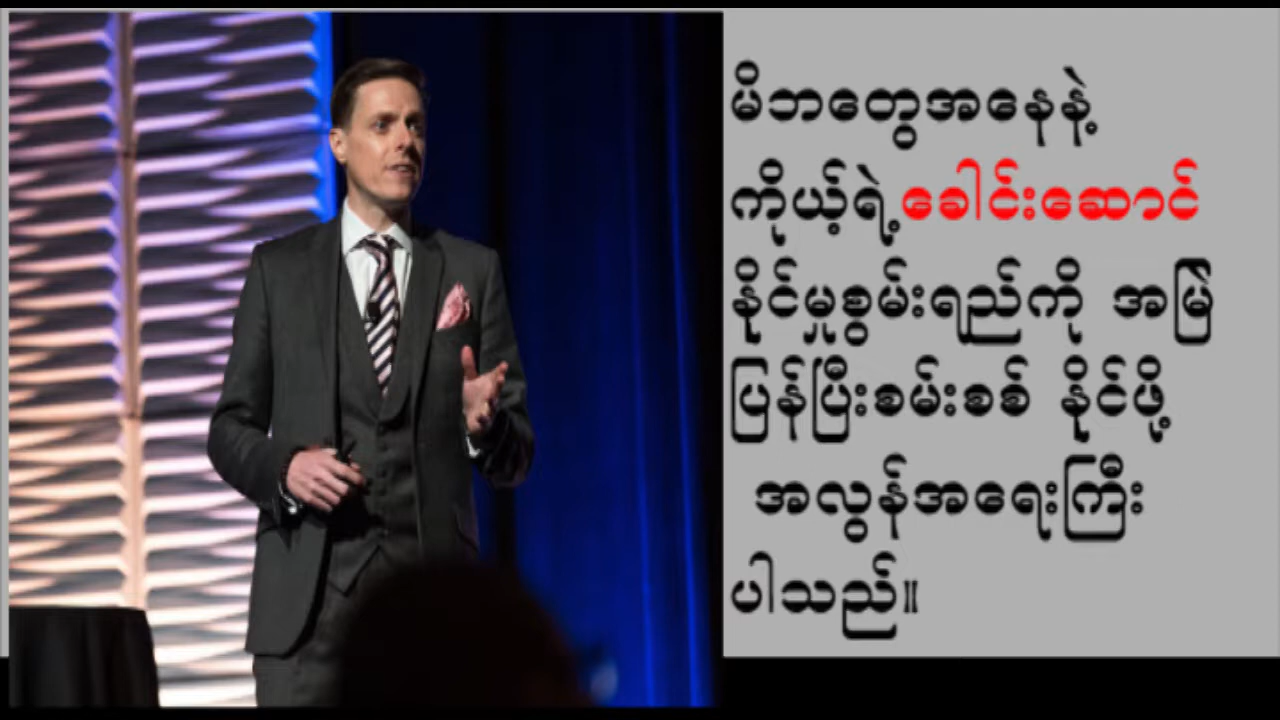 မိဘတွေအနေနဲ့
ကိုယ့်ရဲ့ခေါင်းဆောင်
နိုင်မှုစွမ်းရည်ကို အမြဲ
ပြန်ပြီးစမ်းစစ် နိုင်ဖို့
အလွန်အရေးကြီး
ပါသည်။